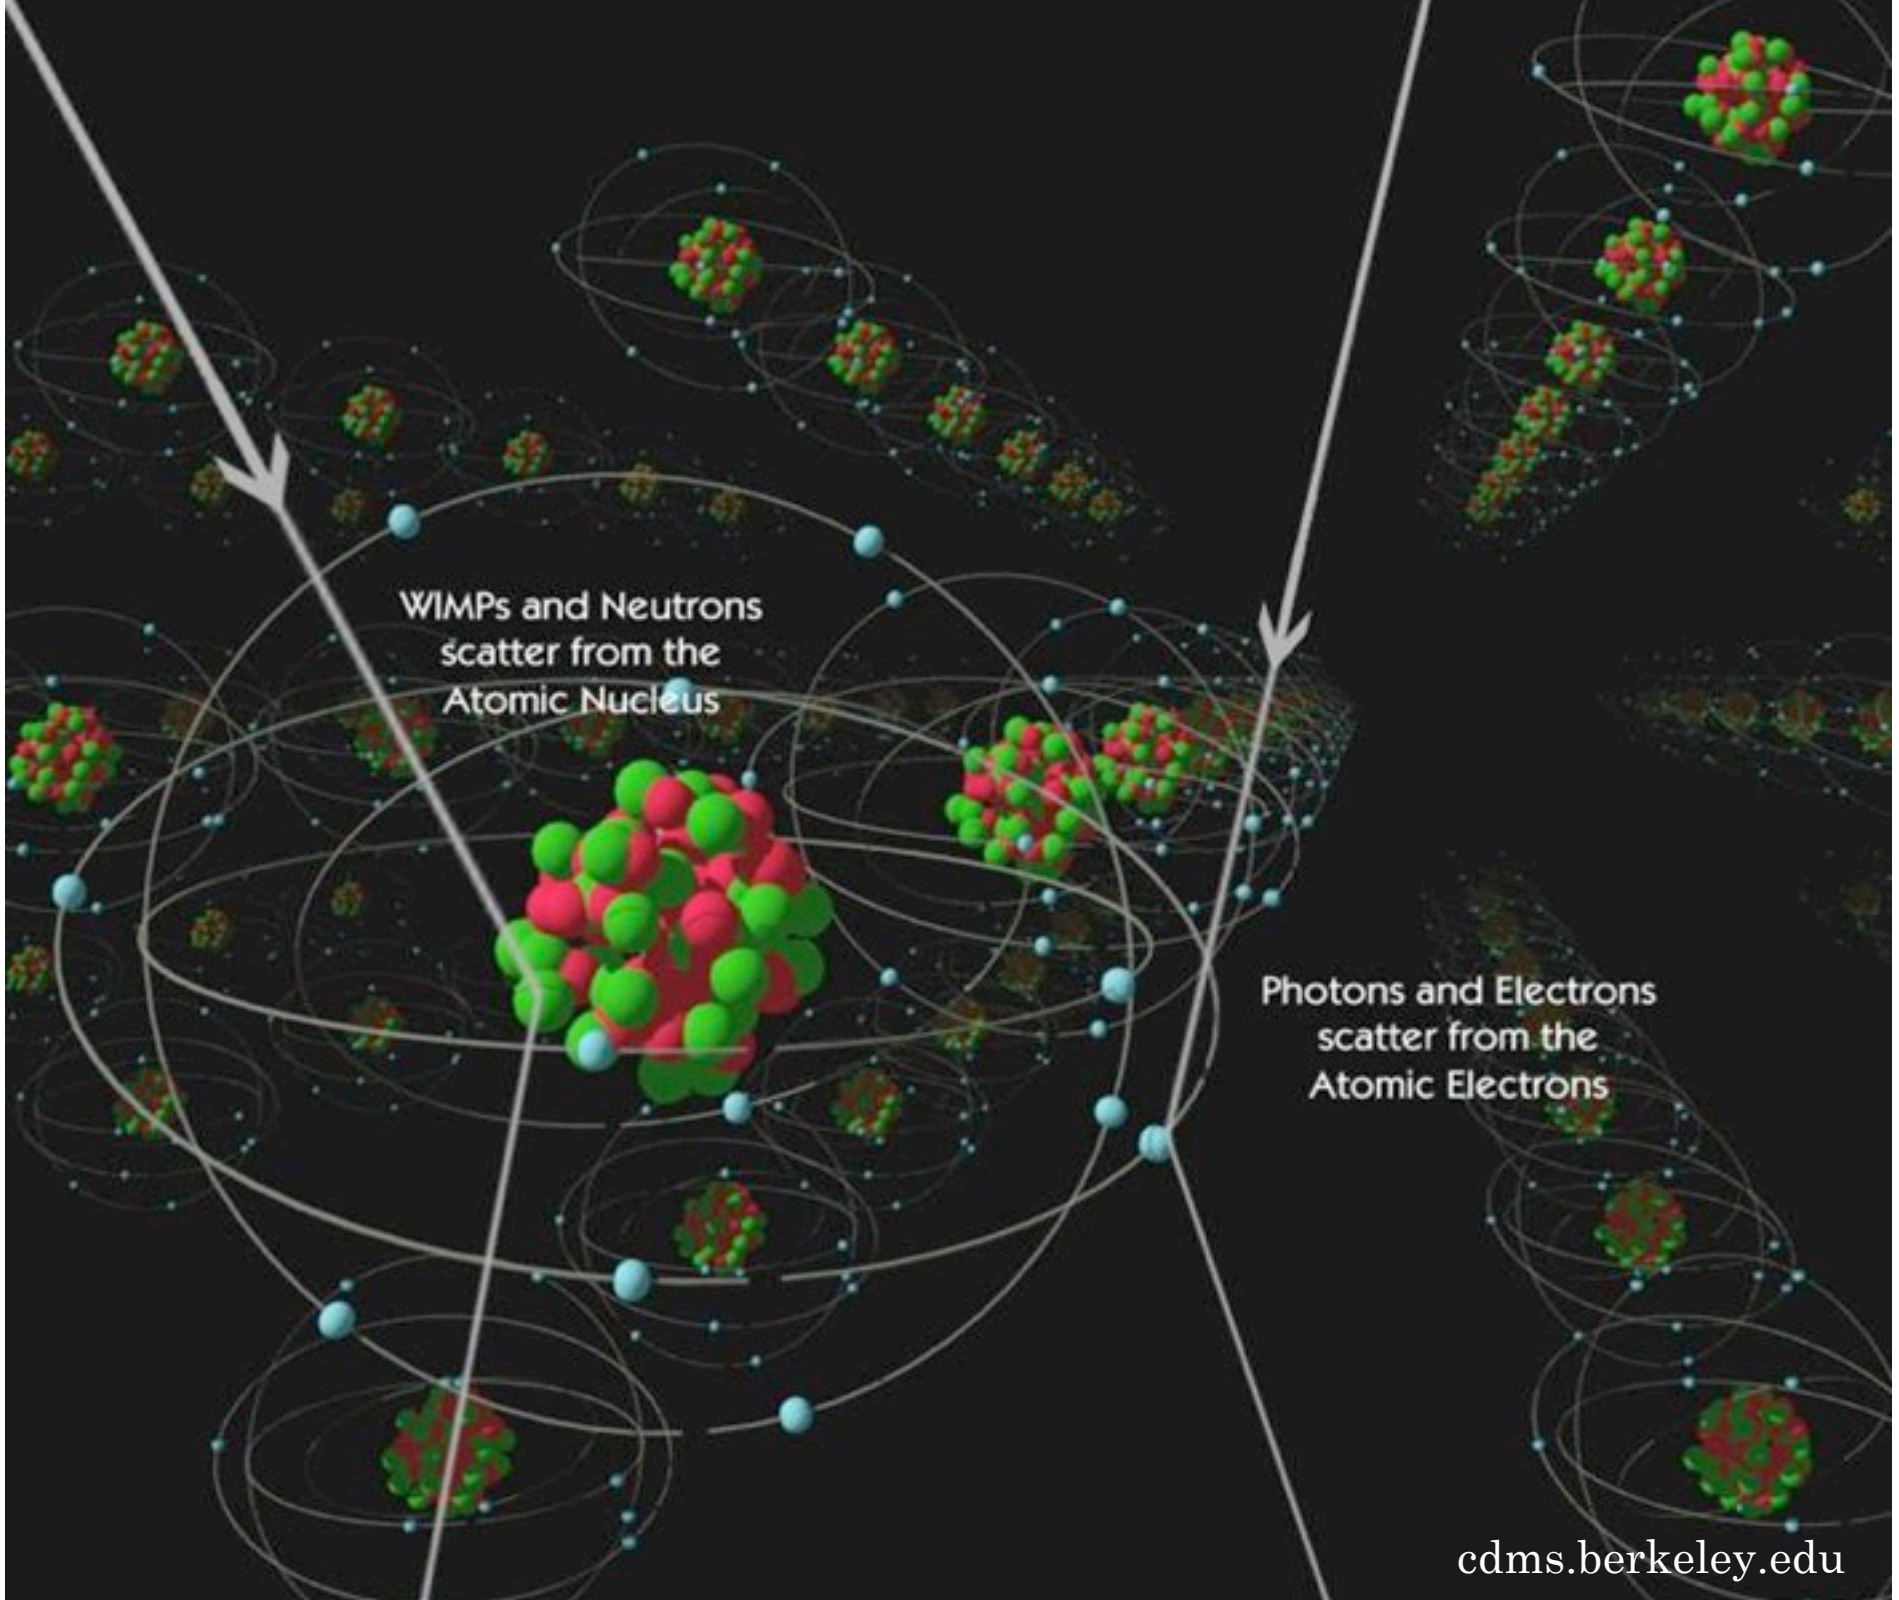 WIMPs and Neutrons
scatter from the
Atomic Nucleus
Photons and Electrons
scatter from the
Atomic Electrons
cdms.berkeley.edu